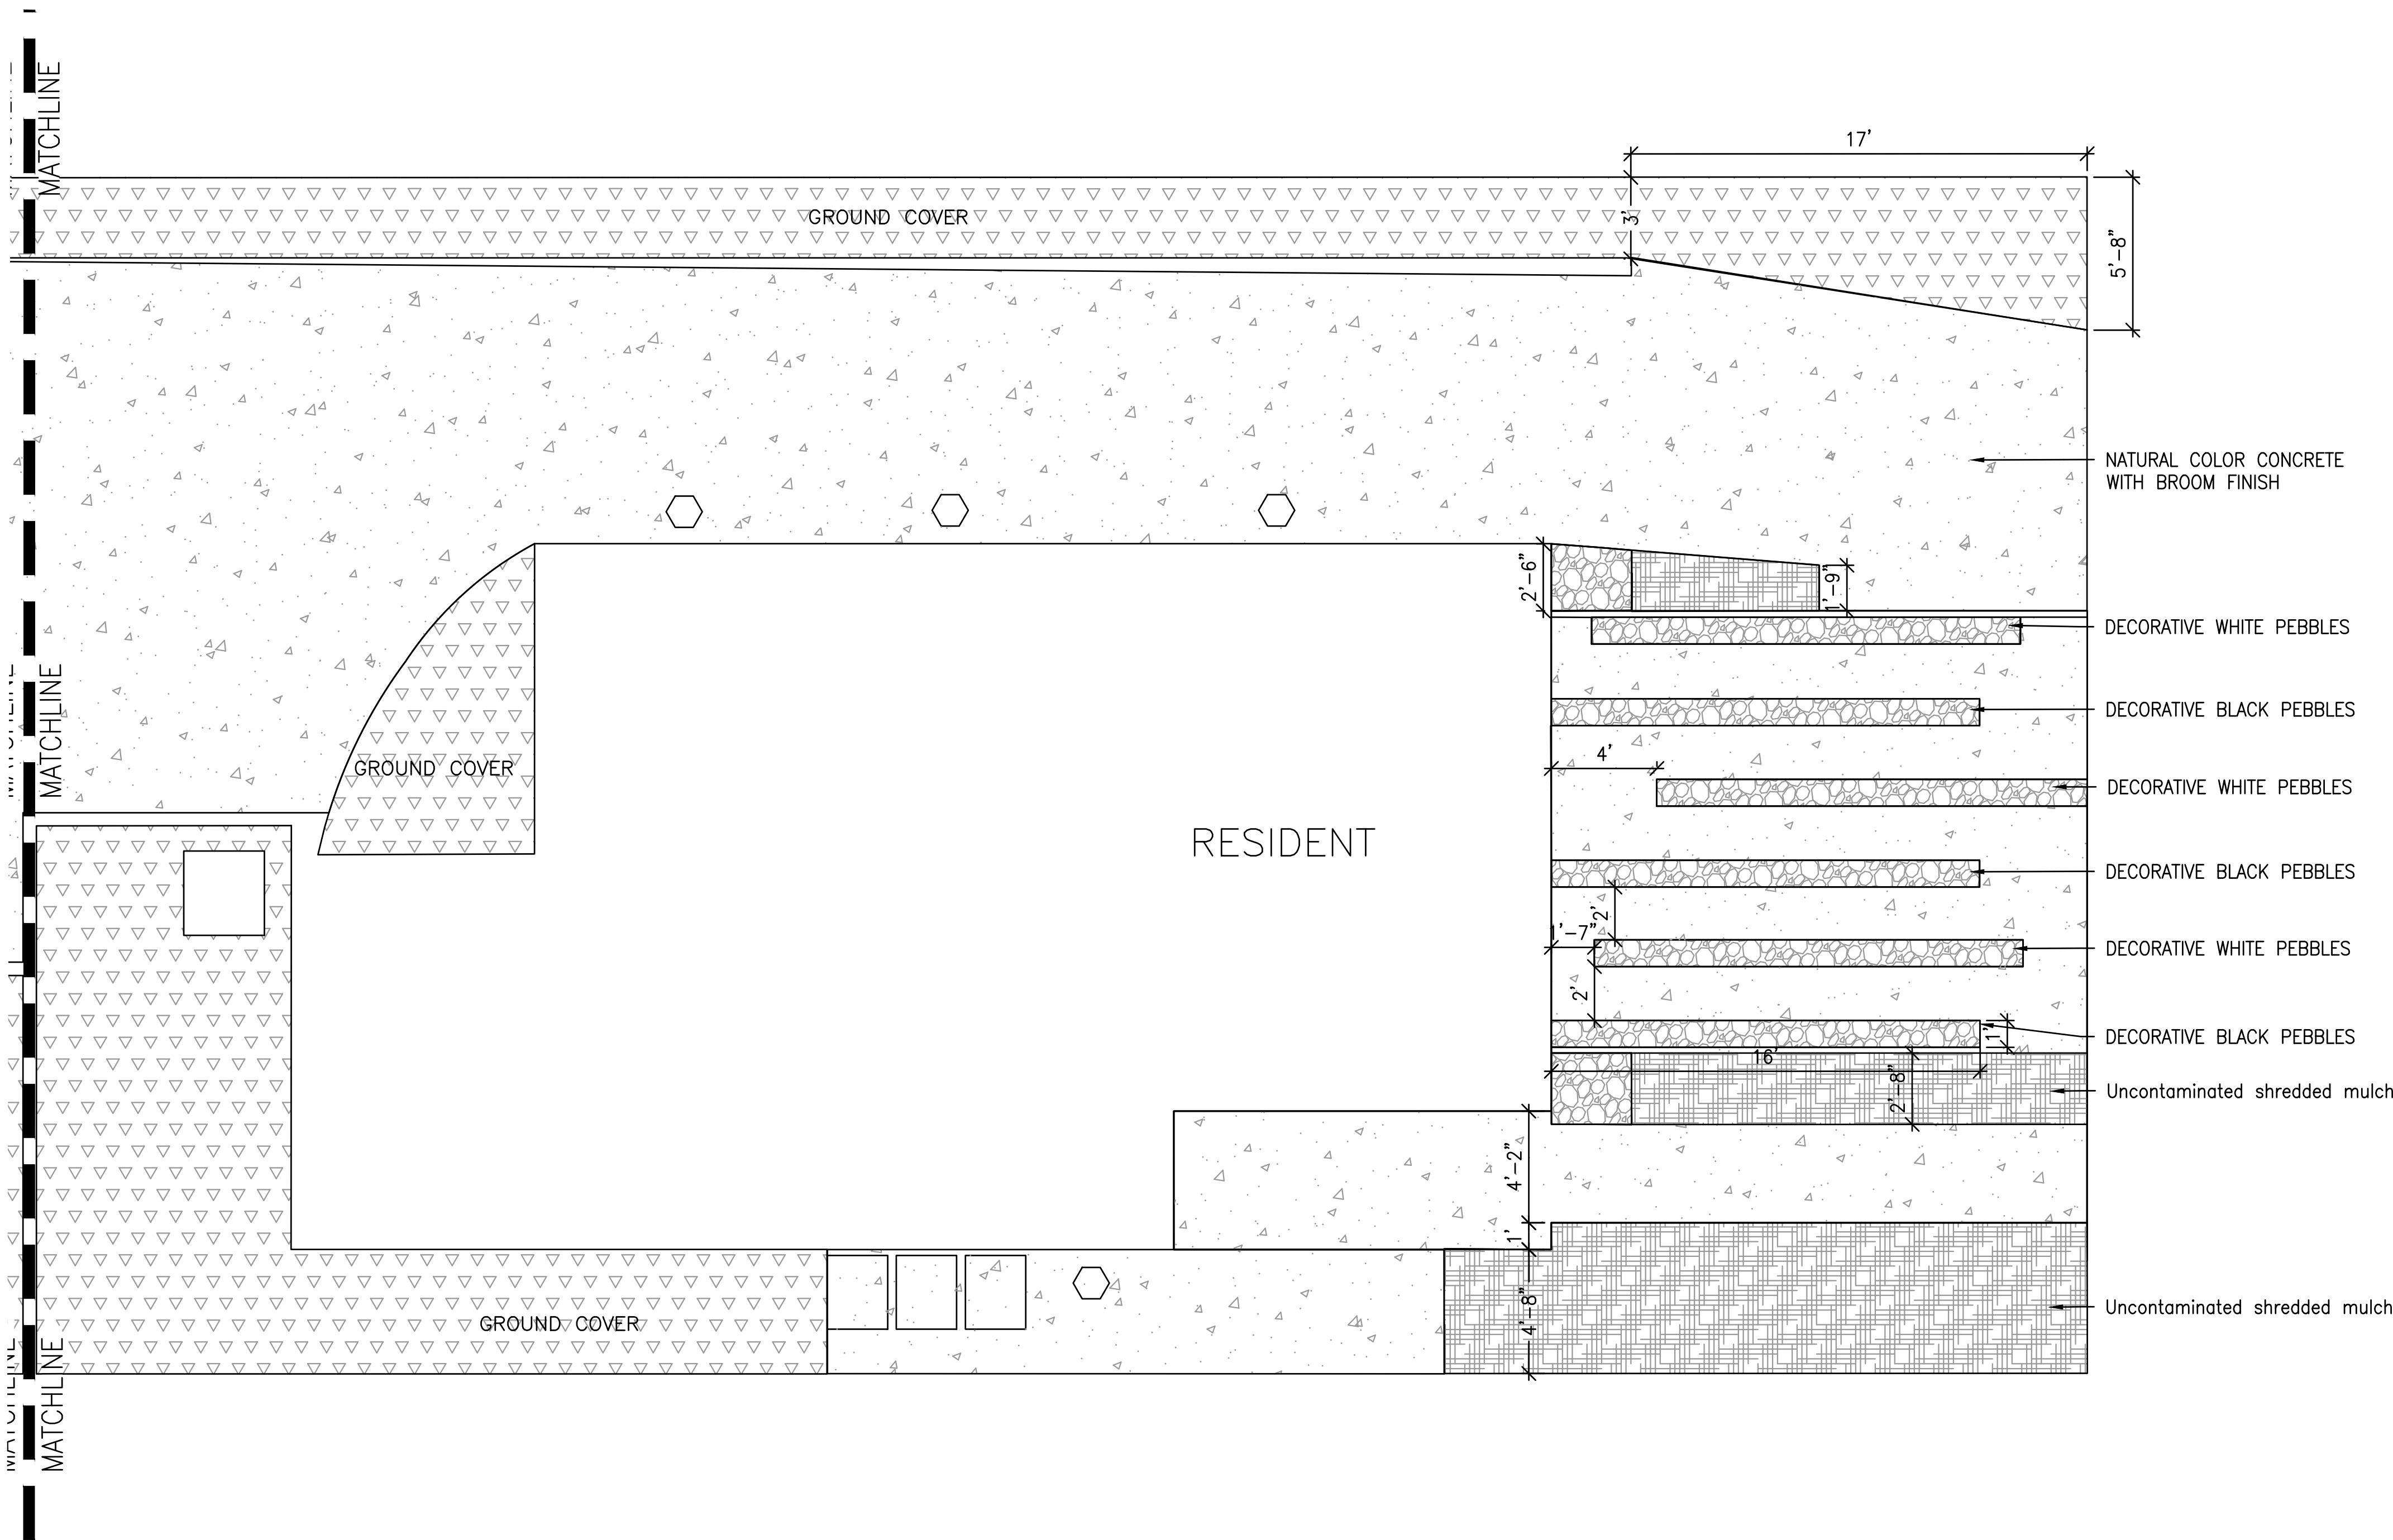 MATCHLINE
17'
GROUND COVER
3'
5'-8"
NATURAL COLOR CONCRETE
WITH BROOM FINISH
2'-6"
1'-9"
DECORATIVE WHITE PEBBLES
MATCHLINE
DECORATIVE BLACK PEBBLES
4'
GROUND COVER
DECORATIVE WHITE PEBBLES
RESIDENT
DECORATIVE BLACK PEBBLES
2'
1'-7"
DECORATIVE WHITE PEBBLES
2'
1'
DECORATIVE BLACK PEBBLES
16'
2'-8"
Uncontaminated shredded mulch
4'-2"
1'
4'-8"
Uncontaminated shredded mulch
GROUND COVER
MATCHLINE